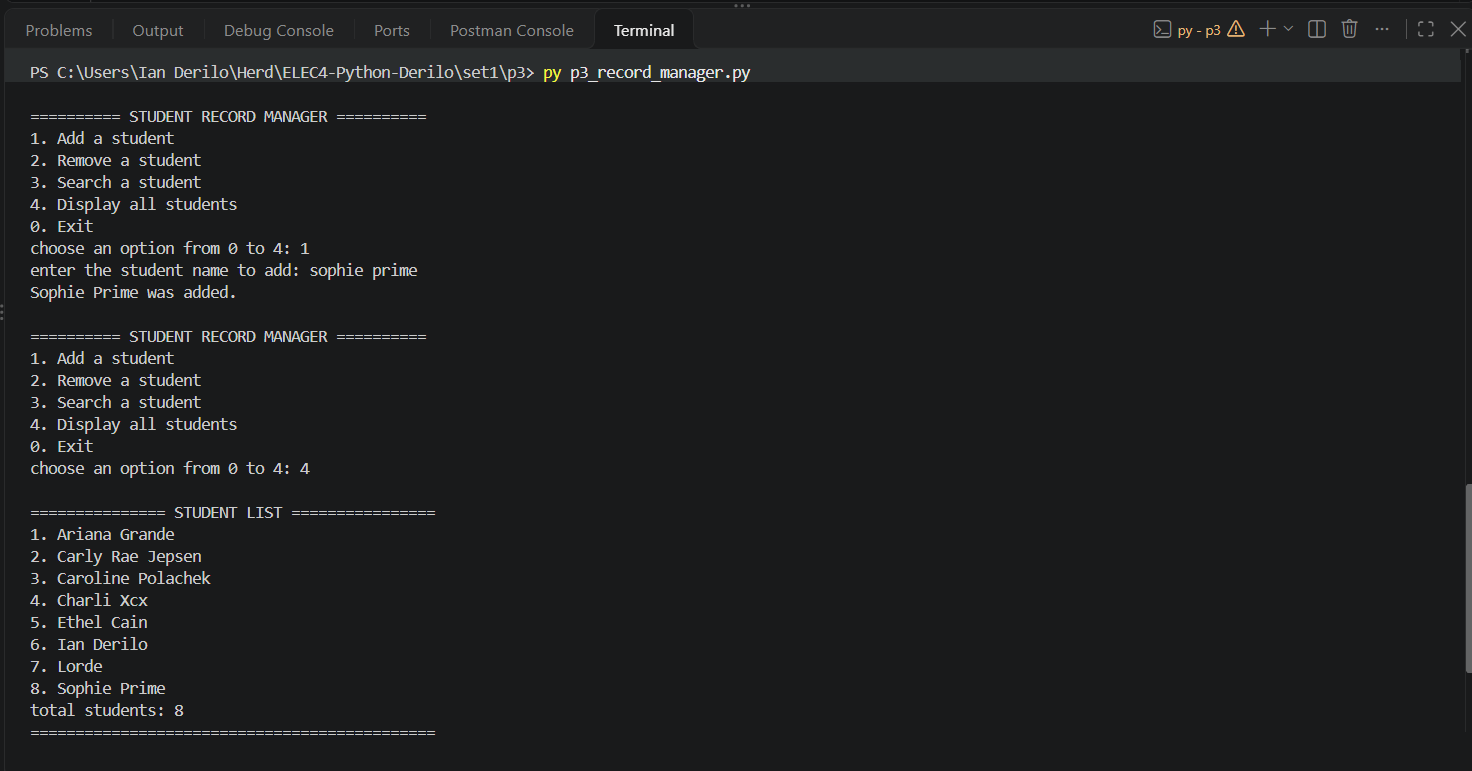 Problems Output Debug Console Ports Postman Console Terminal py - p3
PS C:\Users\Ian Derilo\Herd\ELEC4-Python-Derilo\set1\p3> py p3_record_manager.py
========== STUDENT RECORD MANAGER ==========
1. Add a student
2. Remove a student
3. Search a student
4. Display all students
0. Exit
choose an option from 0 to 4: 1
enter the student name to add: sophie prime
Sophie Prime was added.
========== STUDENT RECORD MANAGER ==========
1. Add a student
2. Remove a student
3. Search a student
4. Display all students
0. Exit
choose an option from 0 to 4: 4
=============== STUDENT LIST ================
1. Ariana Grande
2. Carly Rae Jepsen
3. Caroline Polachek
4. Charli Xcx
5. Ethel Cain
6. Ian Derilo
7. Lorde
8. Sophie Prime
total students: 8
=============================================